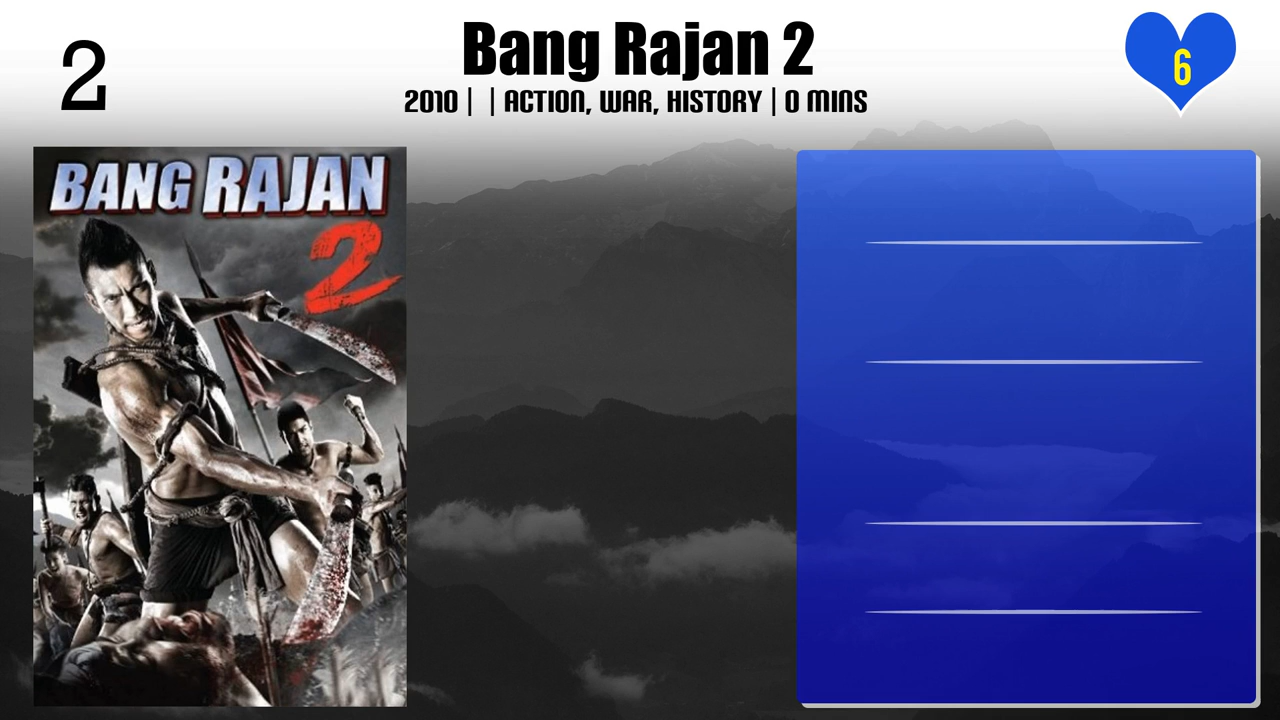 2
Bang Rajan 2
6
2010 | | ACTION, WAR, HISTORY | 0 MINS
BANG RAJAN
2